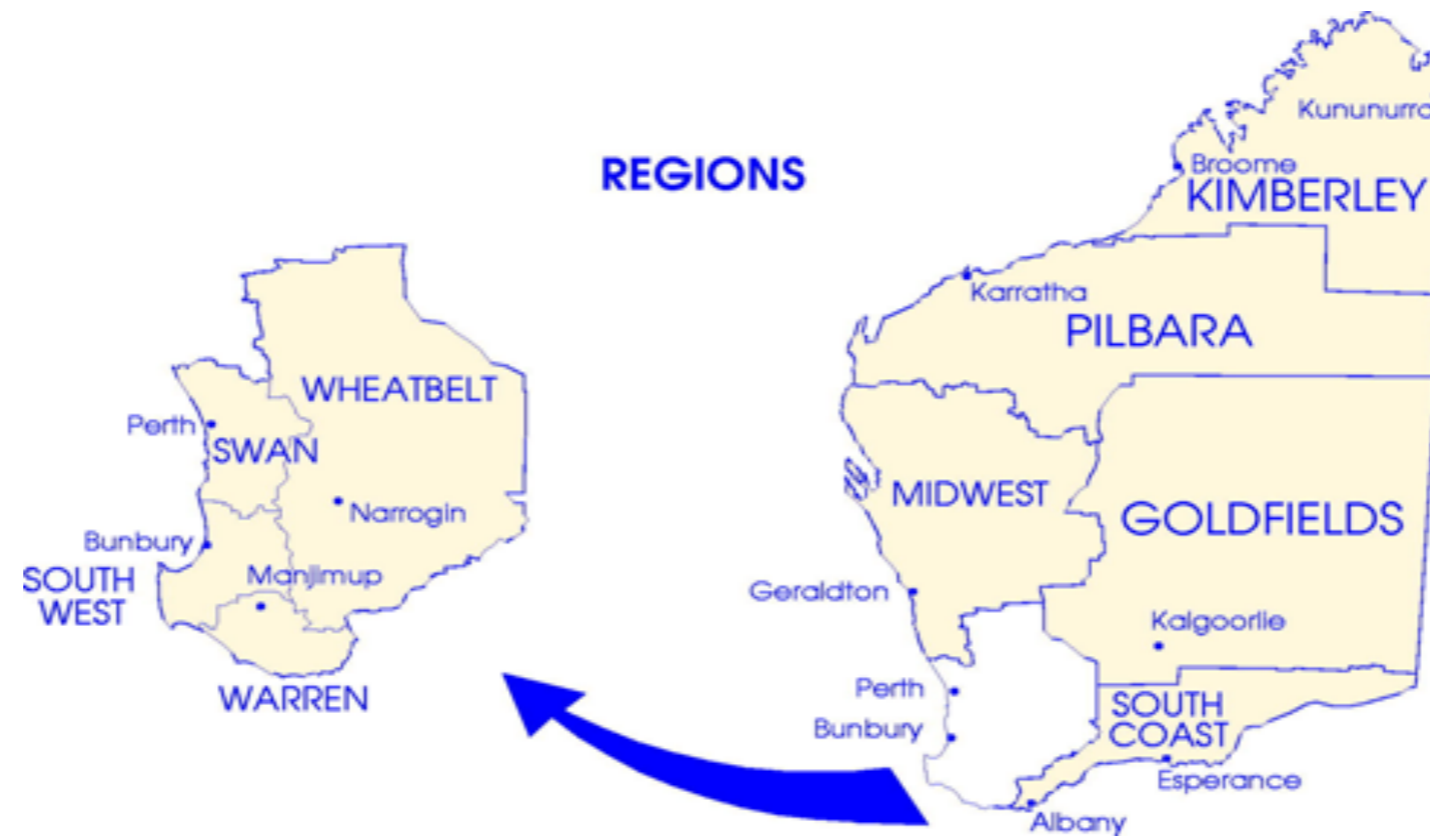 REGIONS
WHEATBELT
Perth
SWAN
Narrogin
Bunbury
Manjimup
SOUTH
WEST
WARREN
Kununurra
Broome
KIMBERLEY
Karratha
PILBARA
MIDWEST
GOLDFIELDS
Geraldton
Kalgoorlie
Perth
Bunbury
SOUTH
COAST
Esperance
Albany